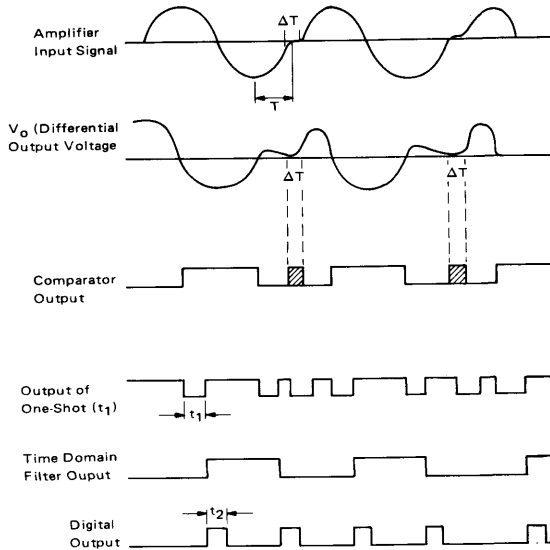 ΔT
Amplifier
Input Signal
T
V₀ (Differential
Output Voltage
ΔT
ΔT
Comparator
Output
Output of
One-Shot (t₁)
t₁
Time Domain
Filter Ouput
t₂
Digital
Output